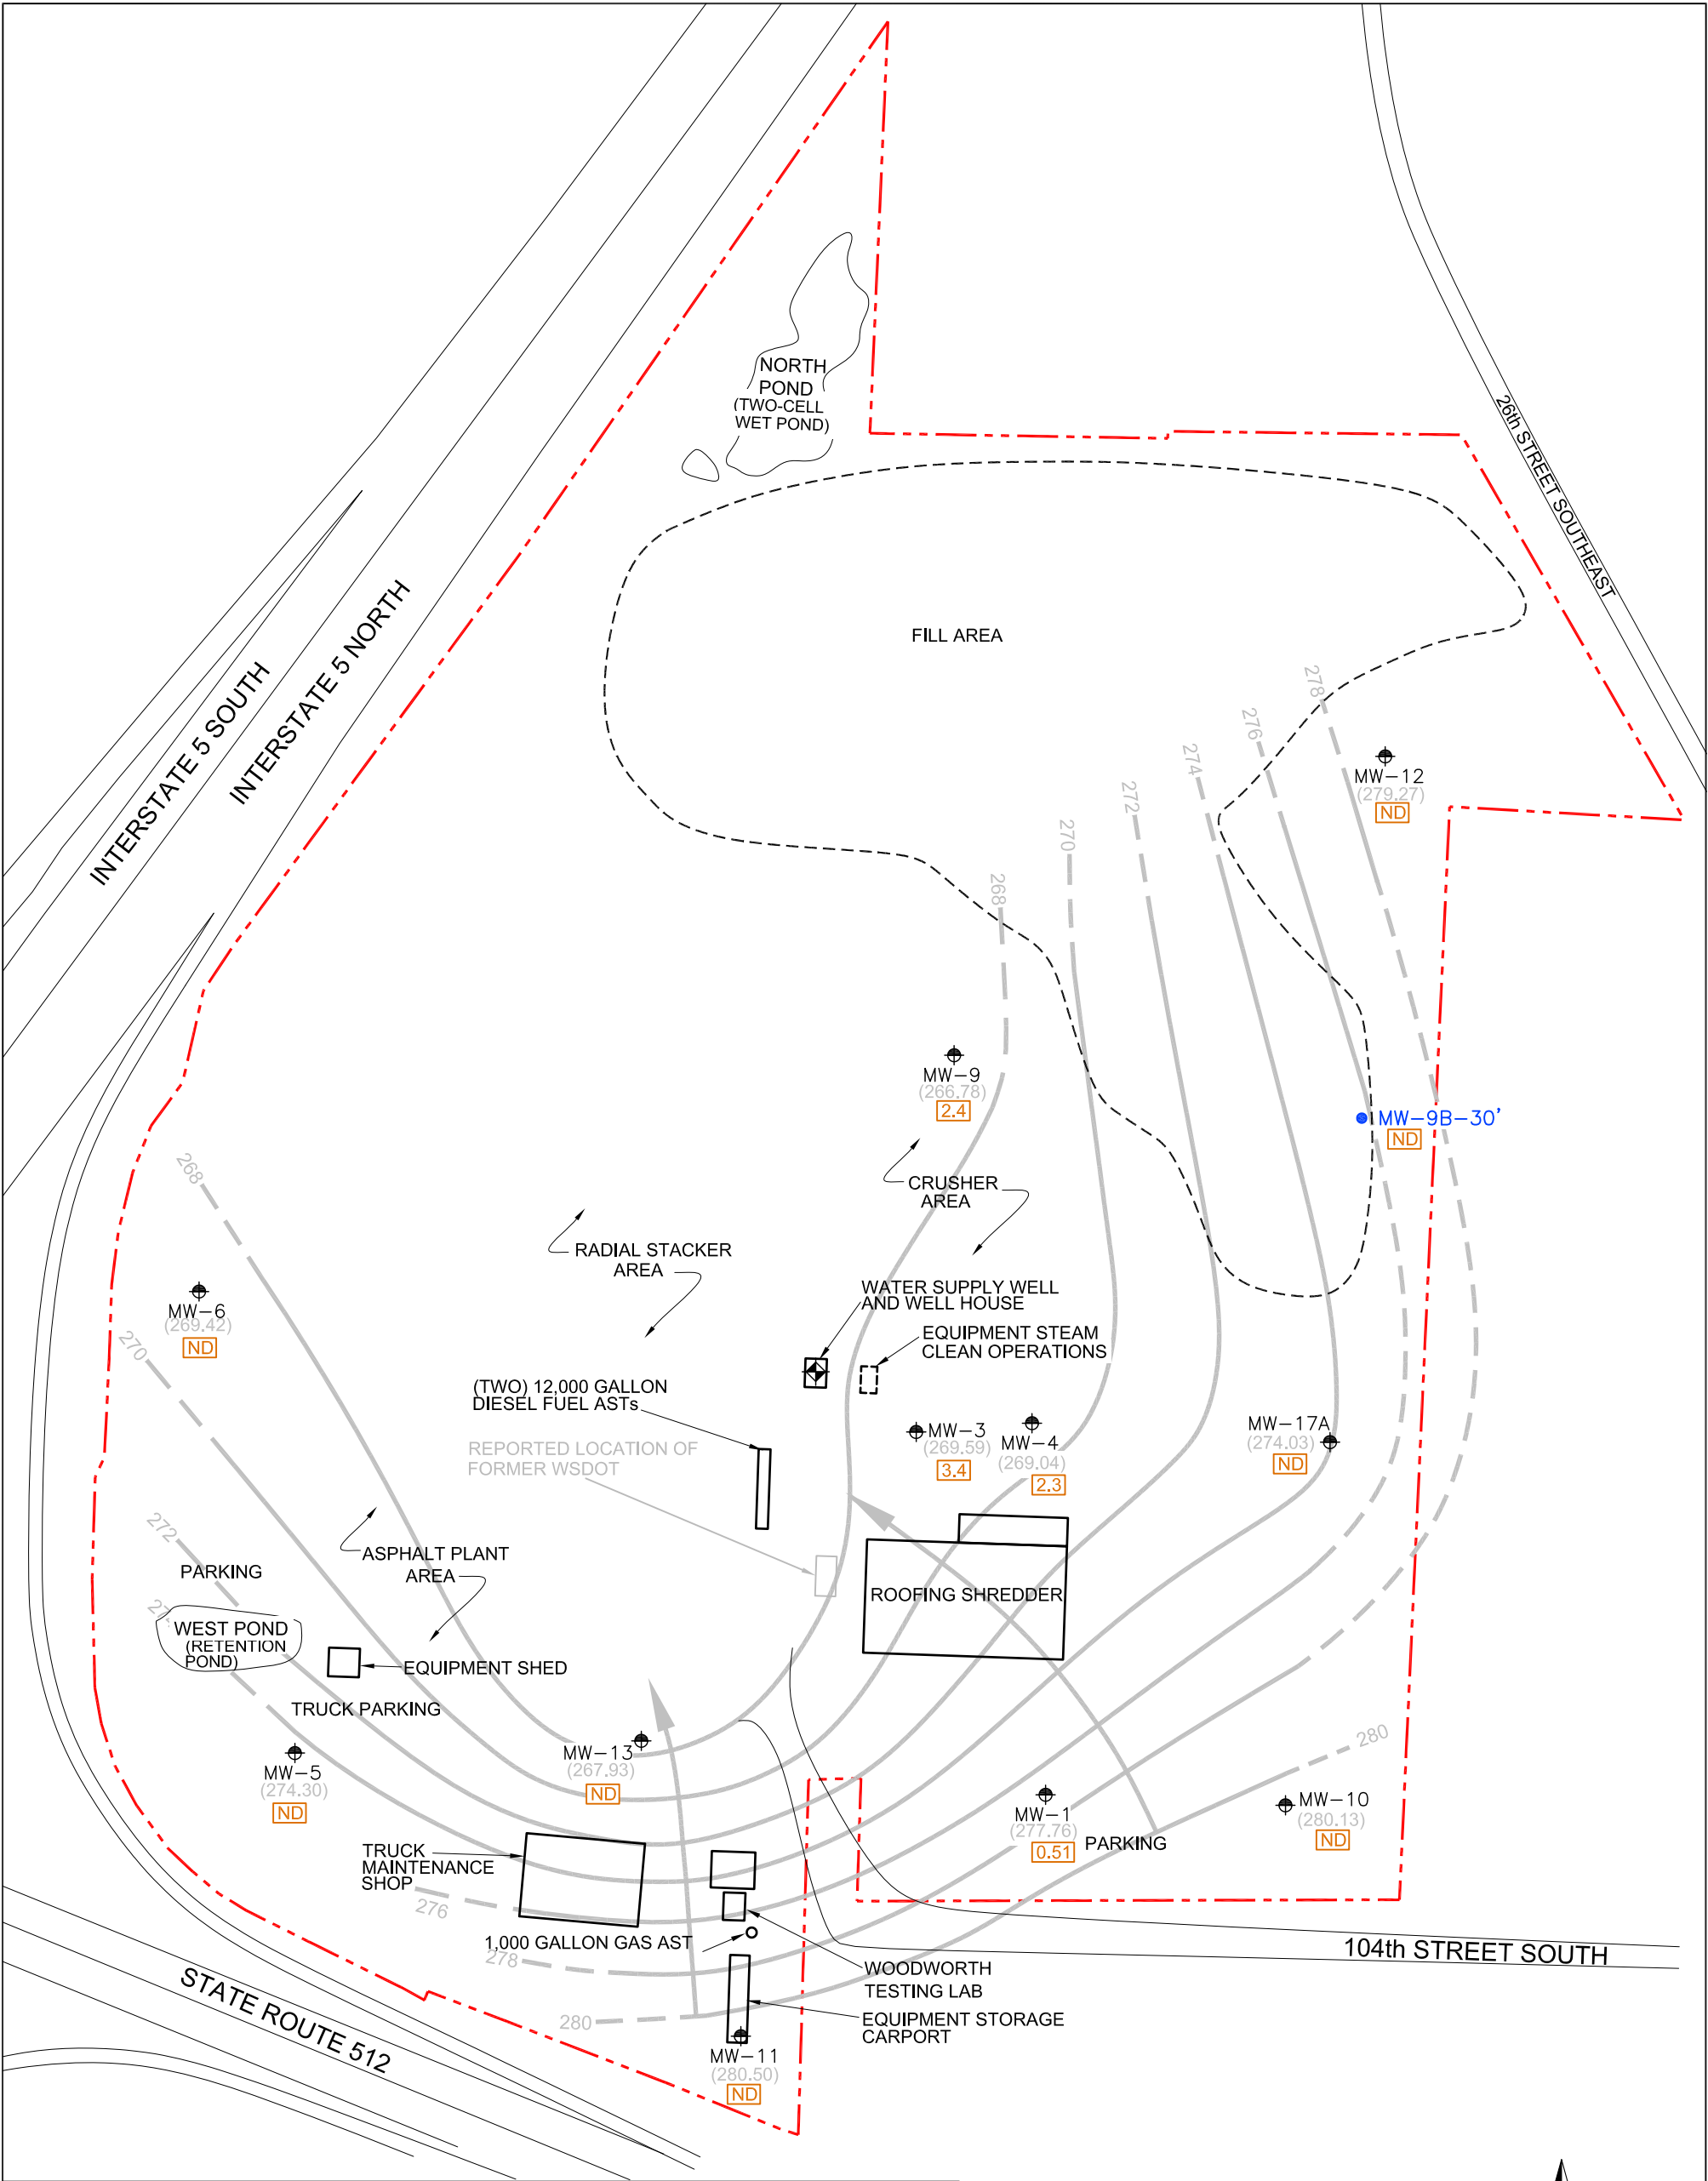 NORTH
POND
(TWO-CELL
WET POND)
26th STREET SOUTHEAST
INTERSTATE 5 SOUTH
INTERSTATE 5 NORTH
FILL AREA
278
276
274
272
270
268
MW-12
(279.27)
ND
MW-9
(266.78)
2.4
MW-9B-30'
ND
CRUSHER
AREA
268
RADIAL STACKER
AREA
WATER SUPPLY WELL
AND WELL HOUSE
MW-6
(269.42)
ND
270
EQUIPMENT STEAM
CLEAN OPERATIONS
(TWO) 12,000 GALLON
DIESEL FUEL ASTs
REPORTED LOCATION OF
FORMER WSDOT
MW-3
(269.59)
3.4
MW-4
(269.04)
2.3
MW-17A
(274.03)
ND
272
PARKING
ASPHALT PLANT
AREA
ROOFING SHREDDER
WEST POND
(RETENTION
POND)
EQUIPMENT SHED
TRUCK PARKING
MW-5
(274.30)
ND
MW-13
(267.93)
ND
280
MW-1
(277.76)
0.51
PARKING
MW-10
(280.13)
ND
TRUCK
MAINTENANCE
SHOP
276
1,000 GALLON GAS AST
278
WOODWORTH
TESTING LAB
104th STREET SOUTH
280
EQUIPMENT STORAGE
CARPORT
MW-11
(280.50)
ND
STATE ROUTE 512